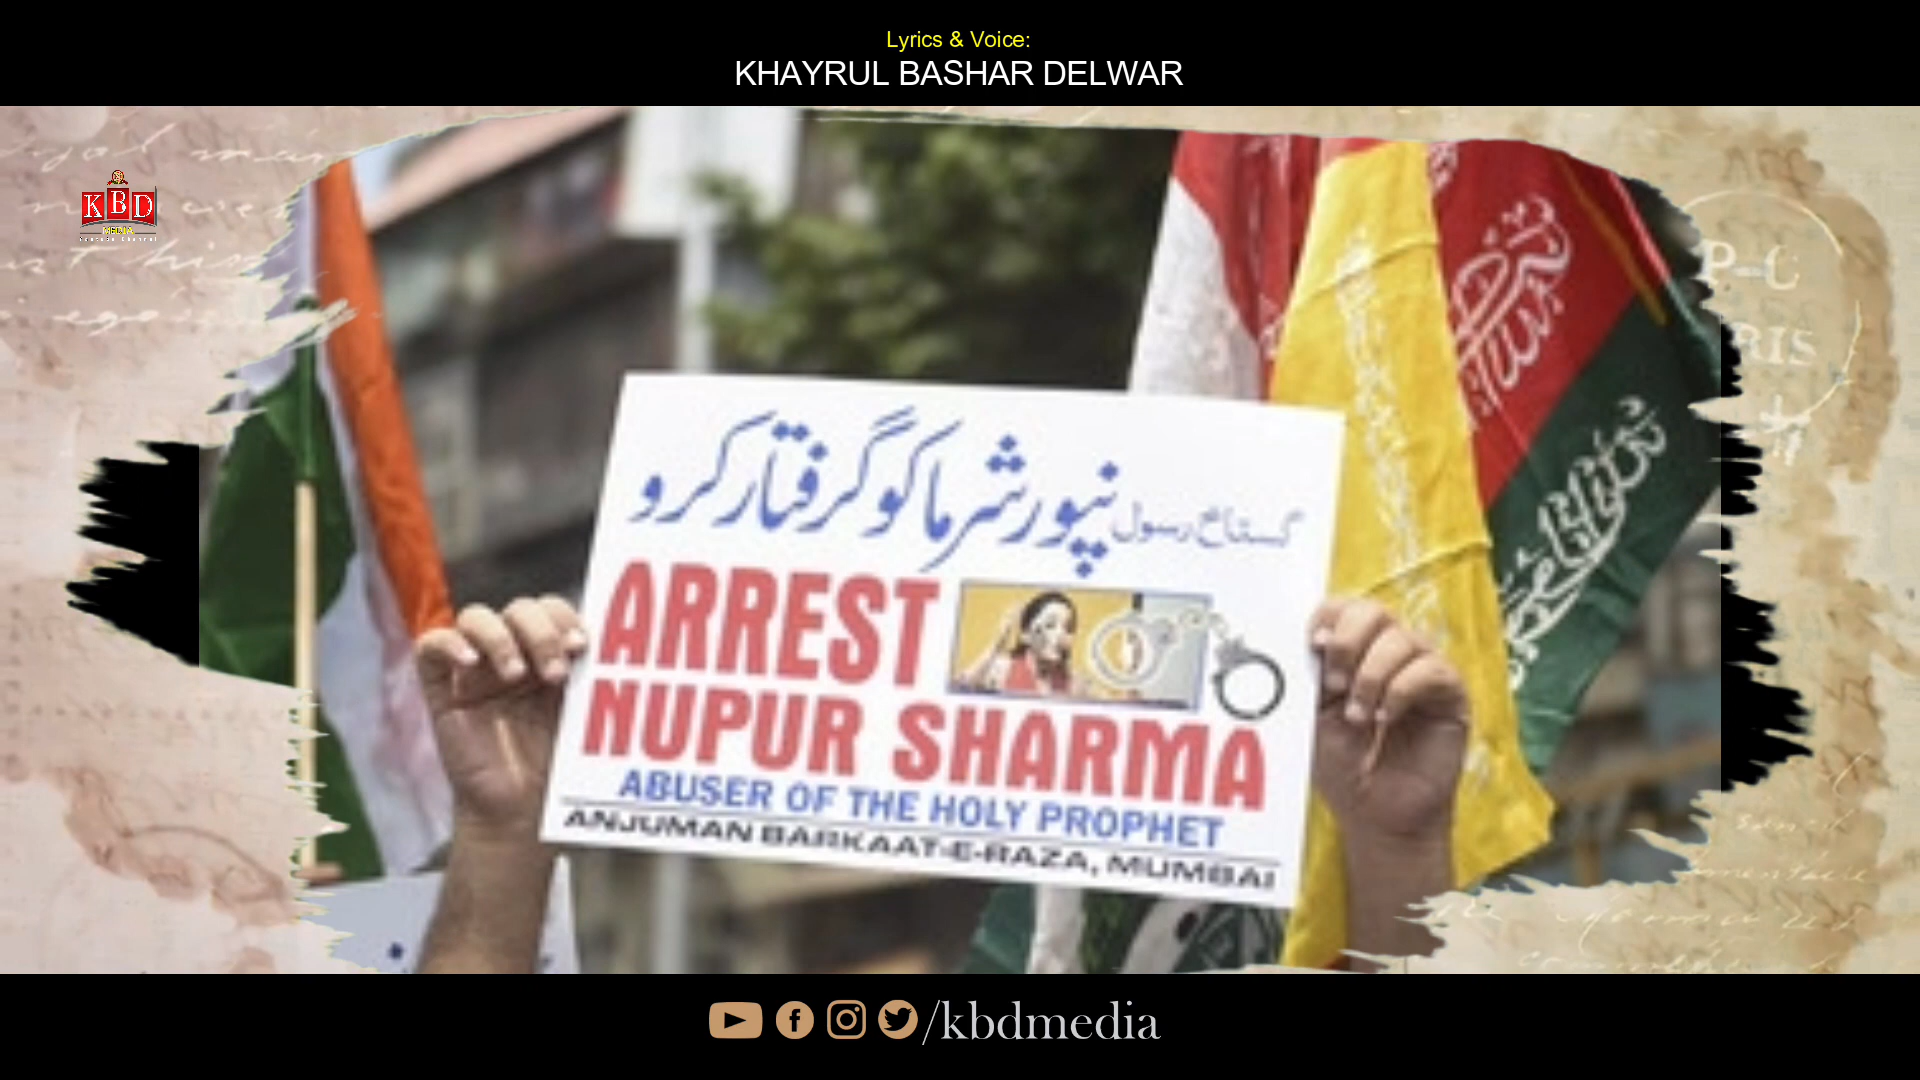 Lyrics & Voice:
KHAYRUL BASHAR DELWAR
KBD
MEDIA
گستاخ رسول نپور شرما کو گرفتار کرو
ARREST
NUPUR SHARMA
ABUSER OF THE HOLY PROPHET
ANJUMAN BARKAAT-E-RAZA, MUMBAI
/kbdmedia